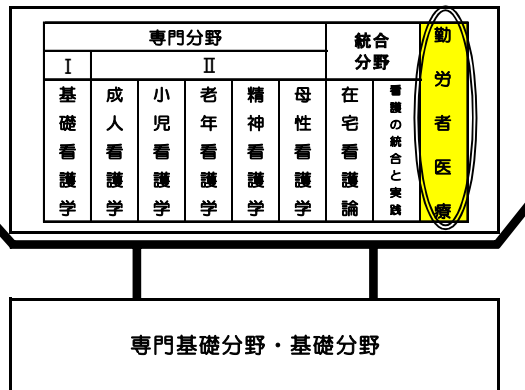 専門分野
統合
分野
Ⅰ
Ⅱ
基礎看護学
成人看護学
小児看護学
老年看護学
精神看護学
母性看護学
在宅看護論
看護の統合と実践
勤労者医療
専門基礎分野・基礎分野